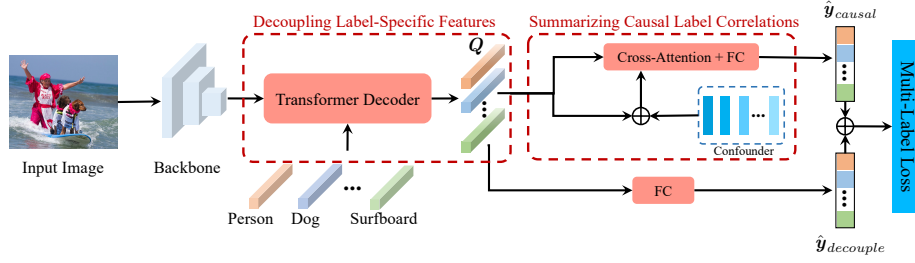 Decoupling Label-Specific Features
Summarizing Causal Label Correlations
ŷ_causal
Q
Cross-Attention + FC
Transformer Decoder
Confounder
Input Image
Backbone
Person
Dog
Surfboard
FC
ŷ_decouple
Multi-Label Loss